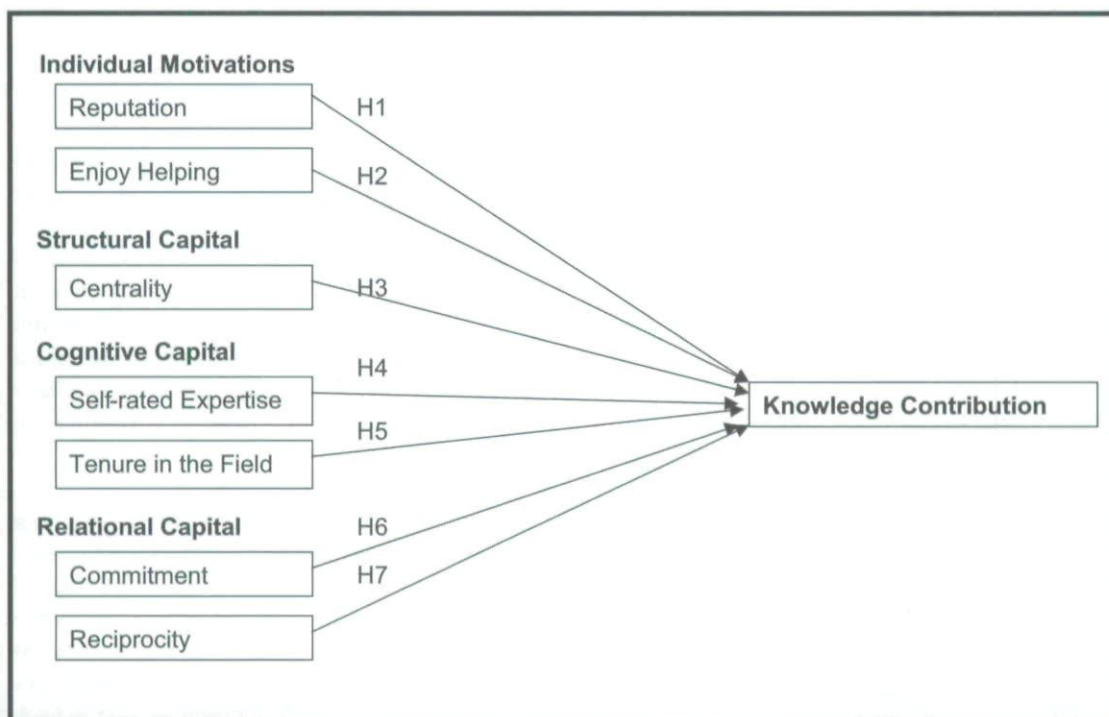 Individual Motivations
Reputation
H1
Enjoy Helping
H2
Structural Capital
Centrality
H3
Cognitive Capital
H4
Self-rated Expertise
Knowledge Contribution
H5
Tenure in the Field
Relational Capital
H6
Commitment
H7
Reciprocity